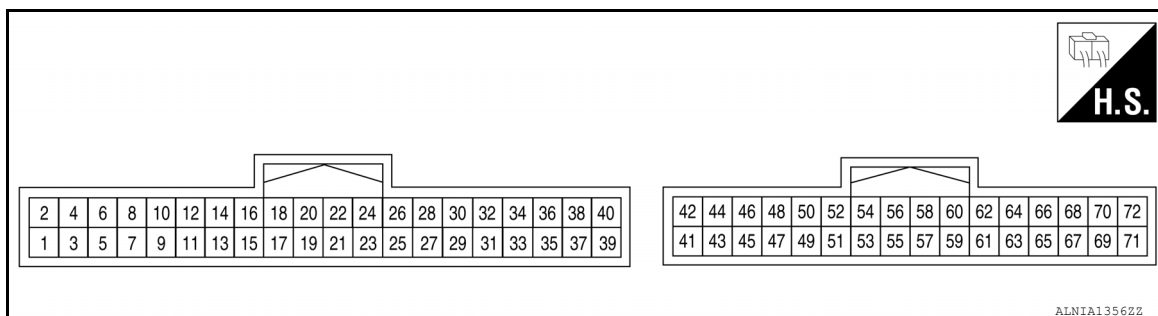 H.S.
2 4 6 8 10 12 14 16 18 20 22 24 26 28 30 32 34 36 38 40
1 3 5 7 9 11 13 15 17 19 21 23 25 27 29 31 33 35 37 39
42 44 46 48 50 52 54 56 58 60 62 64 66 68 70 72
41 43 45 47 49 51 53 55 57 59 61 63 65 67 69 71
ALNIA1356ZZ